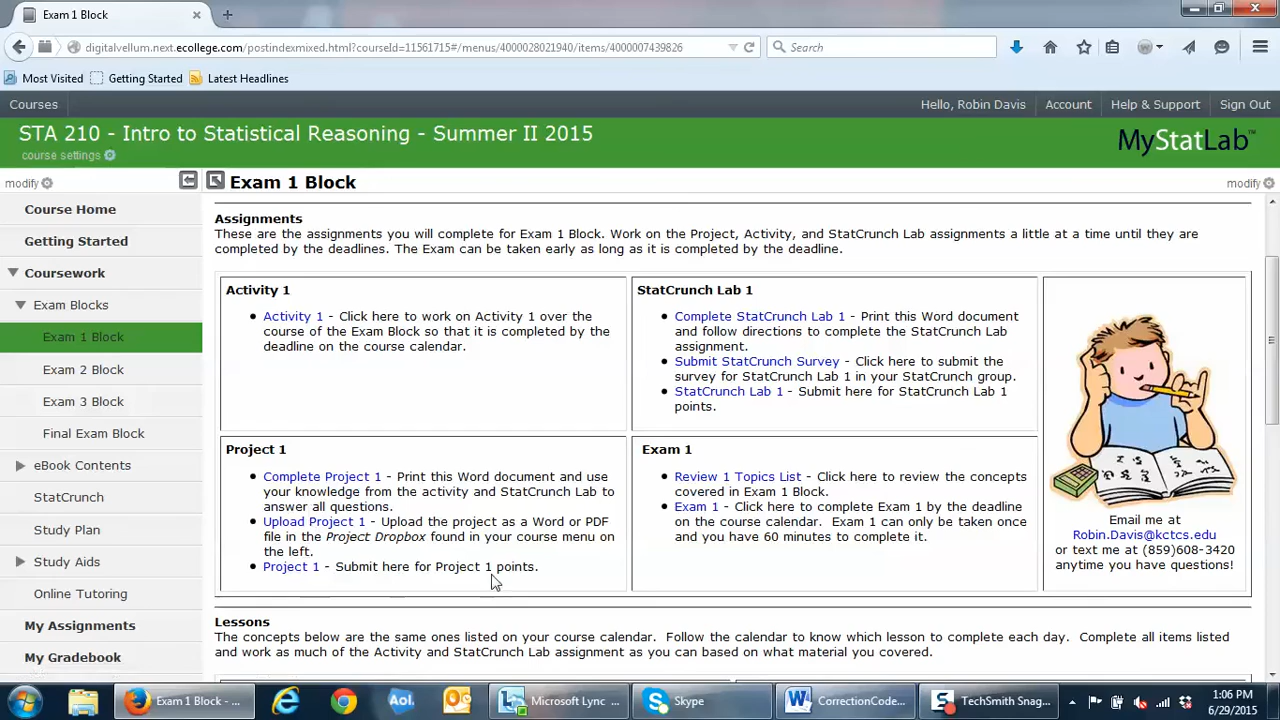 Exam 1 Block
digitalvellum.next.ecollege.com/postindexmixed.html?courseId=11561715#/menus/4000028021940/items/4000007439826
Search
Most Visited
Getting Started
Latest Headlines
Courses
Hello, Robin Davis
Account
Help & Support
Sign Out
STA 210 - Intro to Statistical Reasoning - Summer II 2015
MyStatLab™
course settings
modify
Exam 1 Block
modify
Course Home
Getting Started
Coursework
Exam Blocks
Exam 1 Block
Exam 2 Block
Exam 3 Block
Final Exam Block
eBook Contents
StatCrunch
Study Plan
Study Aids
Online Tutoring
My Assignments
My Gradebook
Assignments
These are the assignments you will complete for Exam 1 Block. Work on the Project, Activity, and StatCrunch Lab assignments a little at a time until they are
completed by the deadlines. The Exam can be taken early as long as it is completed by the deadline.
Activity 1
Activity 1 - Click here to work on Activity 1 over the
course of the Exam Block so that it is completed by the
deadline on the course calendar.
StatCrunch Lab 1
Complete StatCrunch Lab 1 - Print this Word document
and follow directions to complete the StatCrunch Lab
assignment.
Submit StatCrunch Survey - Click here to submit the
survey for StatCrunch Lab 1 in your StatCrunch group.
StatCrunch Lab 1 - Submit here for StatCrunch Lab 1
points.
Project 1
Complete Project 1 - Print this Word document and use
your knowledge from the activity and StatCrunch Lab to
answer all questions.
Upload Project 1 - Upload the project as a Word or PDF
file in the Project Dropbox found in your course menu on
the left.
Project 1 - Submit here for Project 1 points.
Exam 1
Review 1 Topics List - Click here to review the concepts
covered in Exam 1 Block.
Exam 1 - Click here to complete Exam 1 by the deadline
on the course calendar. Exam 1 can only be taken once
and you have 60 minutes to complete it.
Email me at
Robin.Davis@kctcs.edu
or text me at (859)608-3420
anytime you have questions!
Lessons
The concepts below are the same ones listed on your course calendar. Follow the calendar to know which lesson to complete each day. Complete all items listed
and work as much of the Activity and StatCrunch Lab assignment as you can based on what material you covered.
Exam 1 Block - ...
Aol.
Microsoft Lync ...
Skype
CorrectionCode...
TechSmith Snag...
1:06 PM
6/29/2015